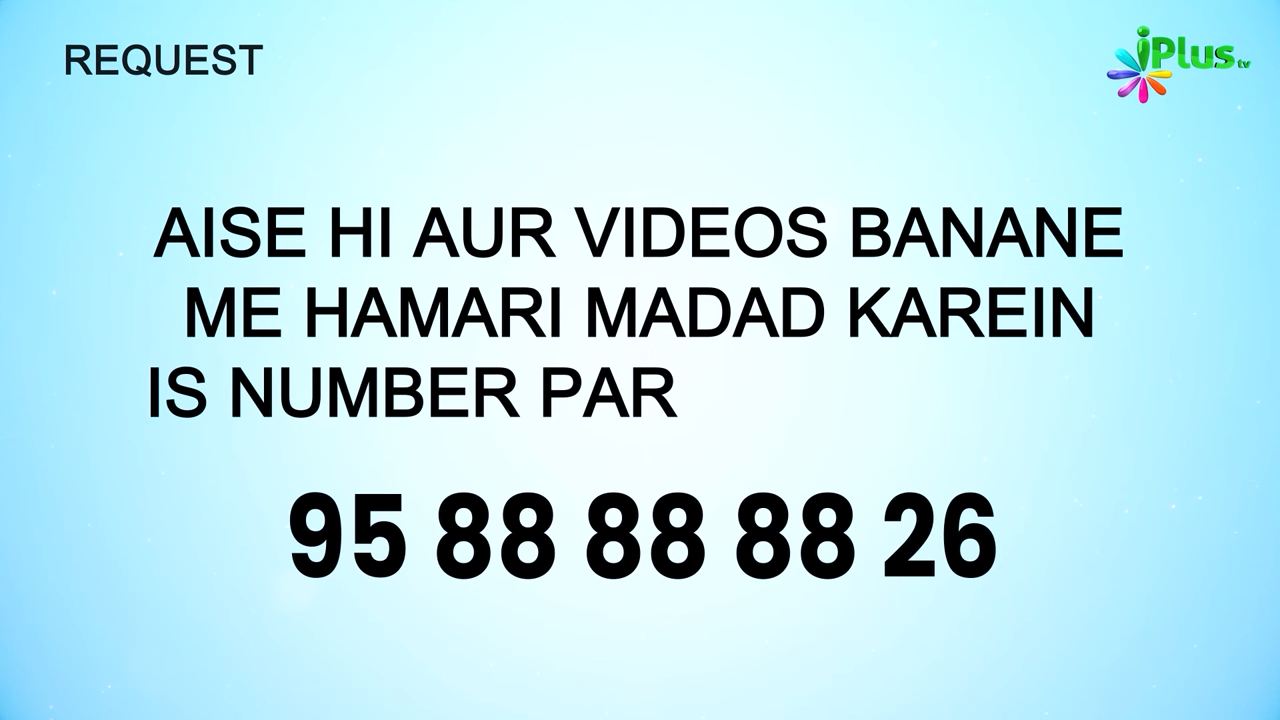 REQUEST
iPlus tv
AISE HI AUR VIDEOS BANANE
ME HAMARI MADAD KAREIN
IS NUMBER PAR
95 88 88 88 26